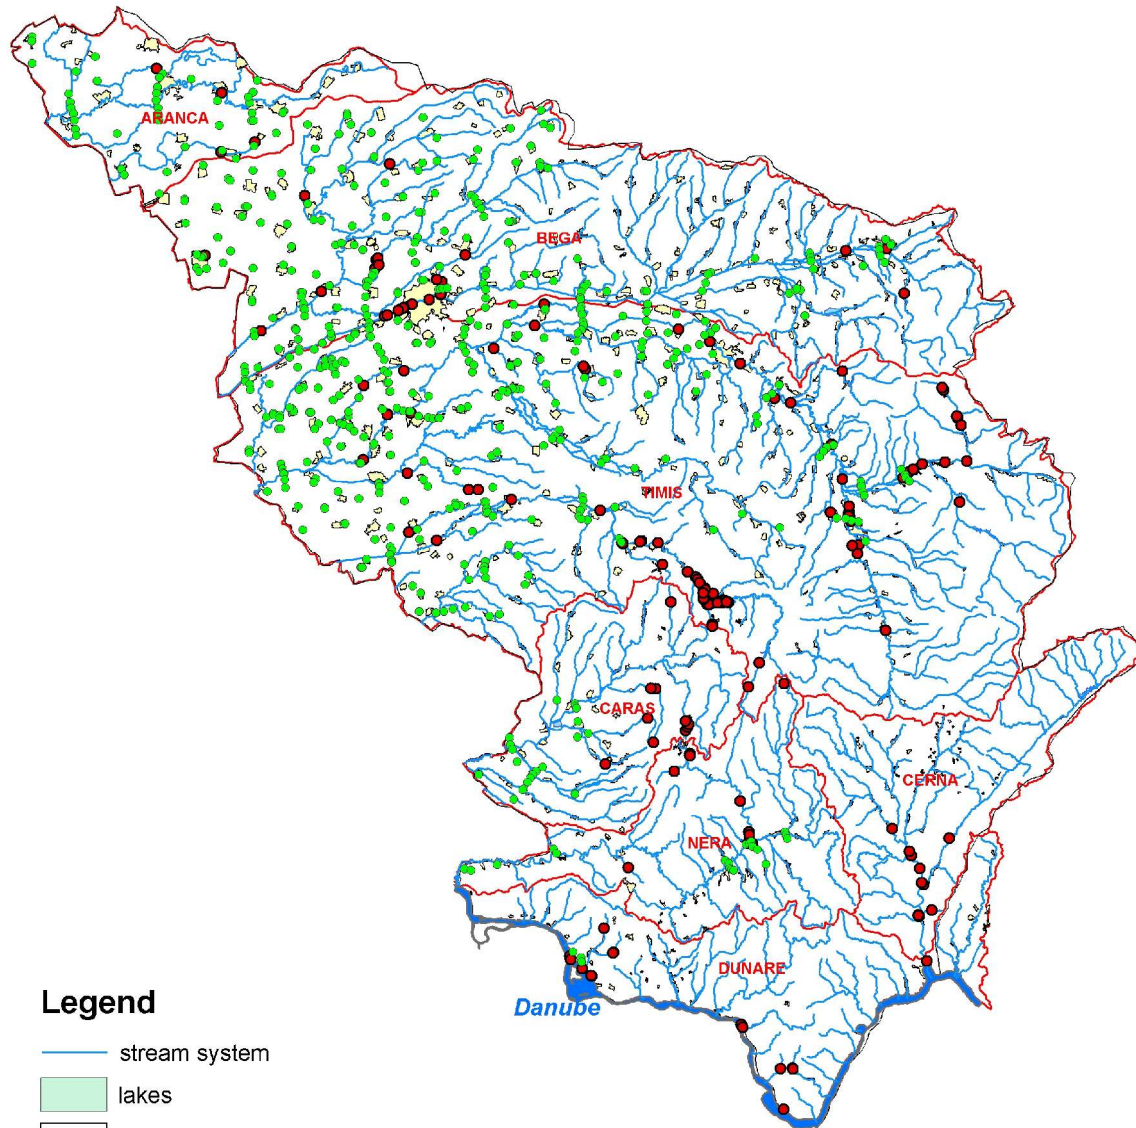 ARANCA
BEGA
TIMIS
CARAS
CERNA
NERA
DUNARE
Danube
Legend
stream system
lakes